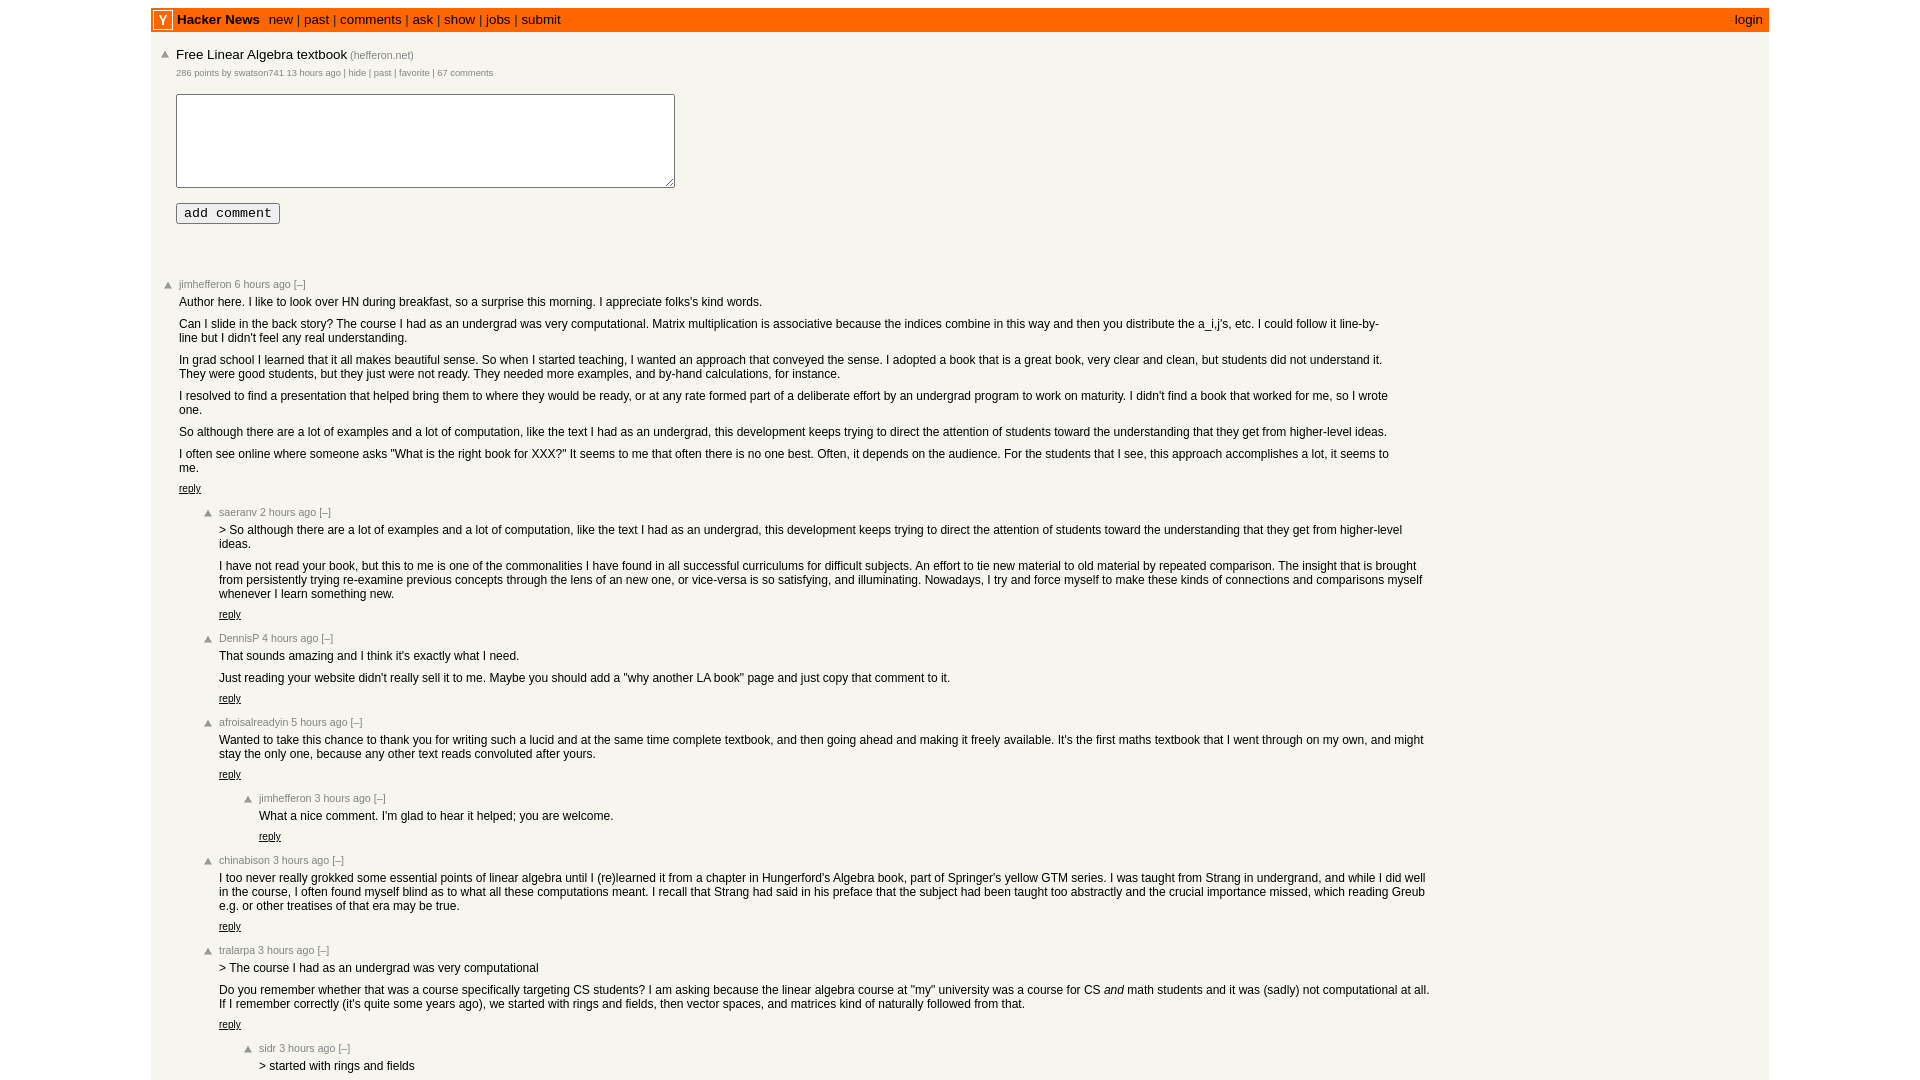 Y Hacker News new | past | comments | ask | show | jobs | submit login
Free Linear Algebra textbook (hefferon.net)
286 points by swatson741 13 hours ago | hide | past | favorite | 67 comments
add comment
jimhefferon 6 hours ago [–]
Author here. I like to look over HN during breakfast, so a surprise this morning. I appreciate folks's kind words.
Can I slide in the back story? The course I had as an undergrad was very computational. Matrix multiplication is associative because the indices combine in this way and then you distribute the a_i,j's, etc. I could follow it line-by-
line but I didn't feel any real understanding.
In grad school I learned that it all makes beautiful sense. So when I started teaching, I wanted an approach that conveyed the sense. I adopted a book that is a great book, very clear and clean, but students did not understand it.
They were good students, but they just were not ready. They needed more examples, and by-hand calculations, for instance.
I resolved to find a presentation that helped bring them to where they would be ready, or at any rate formed part of a deliberate effort by an undergrad program to work on maturity. I didn't find a book that worked for me, so I wrote
one.
So although there are a lot of examples and a lot of computation, like the text I had as an undergrad, this development keeps trying to direct the attention of students toward the understanding that they get from higher-level ideas.
I often see online where someone asks "What is the right book for XXX?" It seems to me that often there is no one best. Often, it depends on the audience. For the students that I see, this approach accomplishes a lot, it seems to
me.
reply
saeranv 2 hours ago [–]
> So although there are a lot of examples and a lot of computation, like the text I had as an undergrad, this development keeps trying to direct the attention of students toward the understanding that they get from higher-level
ideas.
I have not read your book, but this to me is one of the commonalities I have found in all successful curriculums for difficult subjects. An effort to tie new material to old material by repeated comparison. The insight that is brought
from persistently trying re-examine previous concepts through the lens of an new one, or vice-versa is so satisfying, and illuminating. Nowadays, I try and force myself to make these kinds of connections and comparisons myself
whenever I learn something new.
reply
DennisP 4 hours ago [–]
That sounds amazing and I think it's exactly what I need.
Just reading your website didn't really sell it to me. Maybe you should add a "why another LA book" page and just copy that comment to it.
reply
afroisalreadyin 5 hours ago [–]
Wanted to take this chance to thank you for writing such a lucid and at the same time complete textbook, and then going ahead and making it freely available. It's the first maths textbook that I went through on my own, and might
stay the only one, because any other text reads convoluted after yours.
reply
jimhefferon 3 hours ago [–]
What a nice comment. I'm glad to hear it helped; you are welcome.
reply
chinabison 3 hours ago [–]
I too never really grokked some essential points of linear algebra until I (re)learned it from a chapter in Hungerford's Algebra book, part of Springer's yellow GTM series. I was taught from Strang in undergrand, and while I did well
in the course, I often found myself blind as to what all these computations meant. I recall that Strang had said in his preface that the subject had been taught too abstractly and the crucial importance missed, which reading Greub
e.g. or other treatises of that era may be true.
reply
tralarpa 3 hours ago [–]
> The course I had as an undergrad was very computational
Do you remember whether that was a course specifically targeting CS students? I am asking because the linear algebra course at "my" university was a course for CS and math students and it was (sadly) not computational at all.
If I remember correctly (it's quite some years ago), we started with rings and fields, then vector spaces, and matrices kind of naturally followed from that.
reply
sidr 3 hours ago [–]
> started with rings and fields